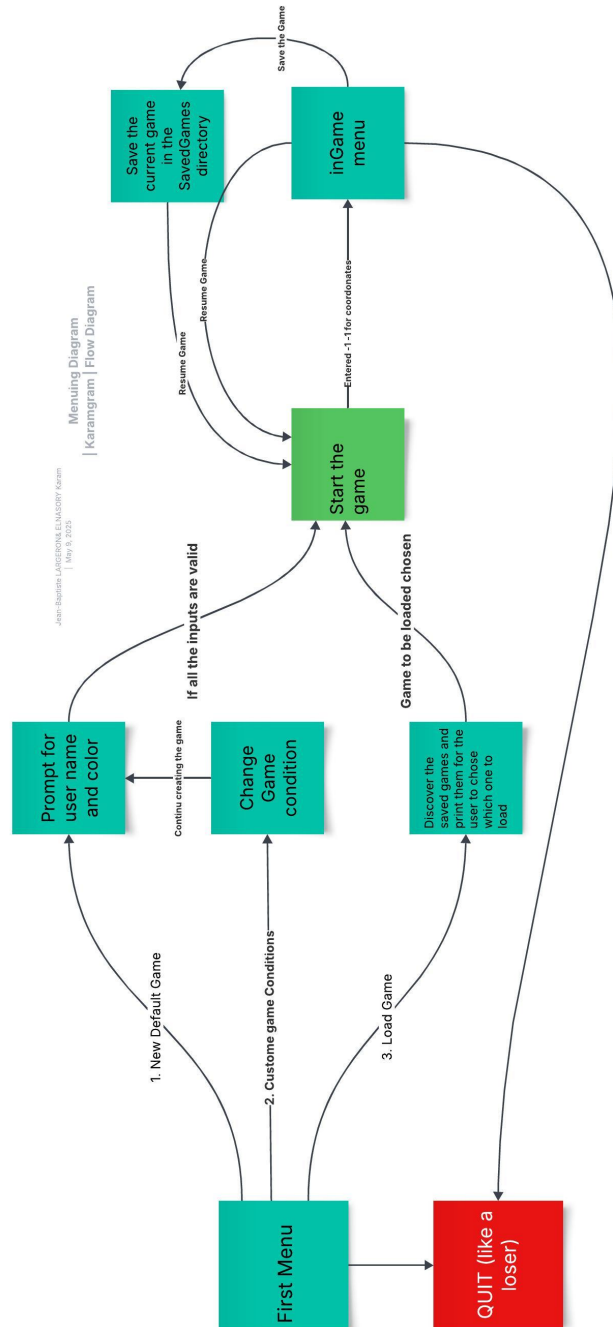 Jean-Baptiste LARGERON& ELNASORY Karam
| May 9, 2025
Menuing Diagram
| Karamgram | Flow Diagram
First Menu
1. New Default Game
2. Custome game Conditions
3. Load Game
QUIT (like a
loser)
Prompt for
user name
and color
Continu creating the game
Change
Game
condition
Discover the
saved games and
print them for the
user to chose
which one to
load
If all the inputs are valid
Game to be loaded chosen
Start the
game
Resume Game
Resume Game
Entered -1 -1 for coordonates
Save the
current game
in the
SavedGames
directory
Save the Game
inGame
menu